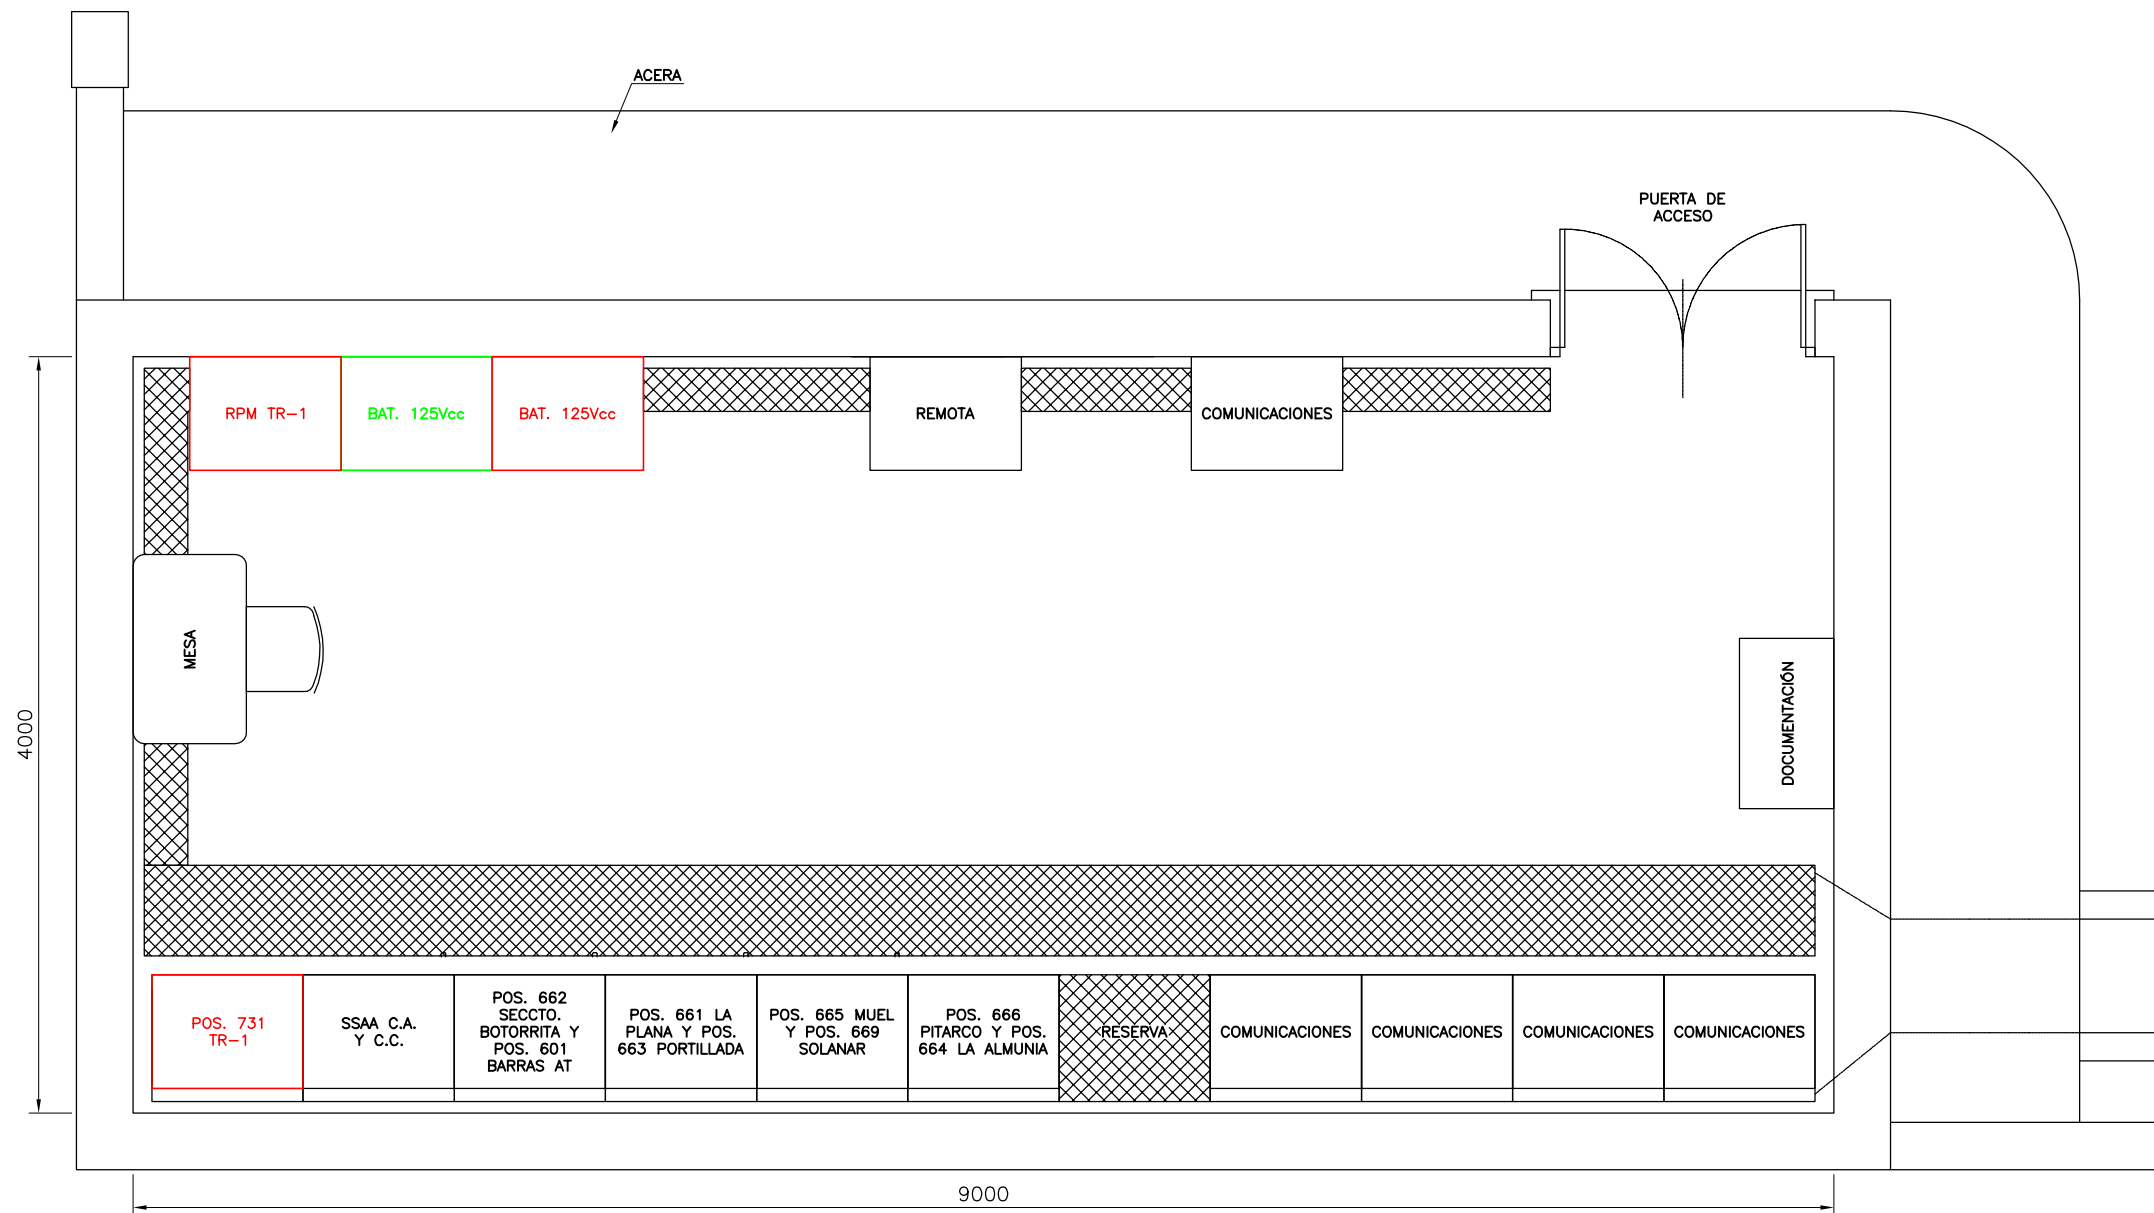 ACERA
PUERTA DE
ACCESO
RPM TR-1
BAT. 125Vcc
BAT. 125Vcc
REMOTA
COMUNICACIONES
MESA
DOCUMENTACIÓN
4000
POS. 731
TR-1
SSAA C.A.
Y C.C.
POS. 662
SECCTO.
BOTORRITA Y
POS. 601
BARRAS AT
POS. 661 LA
PLANA Y POS.
663 PORTILLADA
POS. 665 MUEL
Y POS. 669
SOLANAR
POS. 666
PITARCO Y POS.
664 LA ALMUNIA
RESERVA
COMUNICACIONES
COMUNICACIONES
COMUNICACIONES
COMUNICACIONES
9000